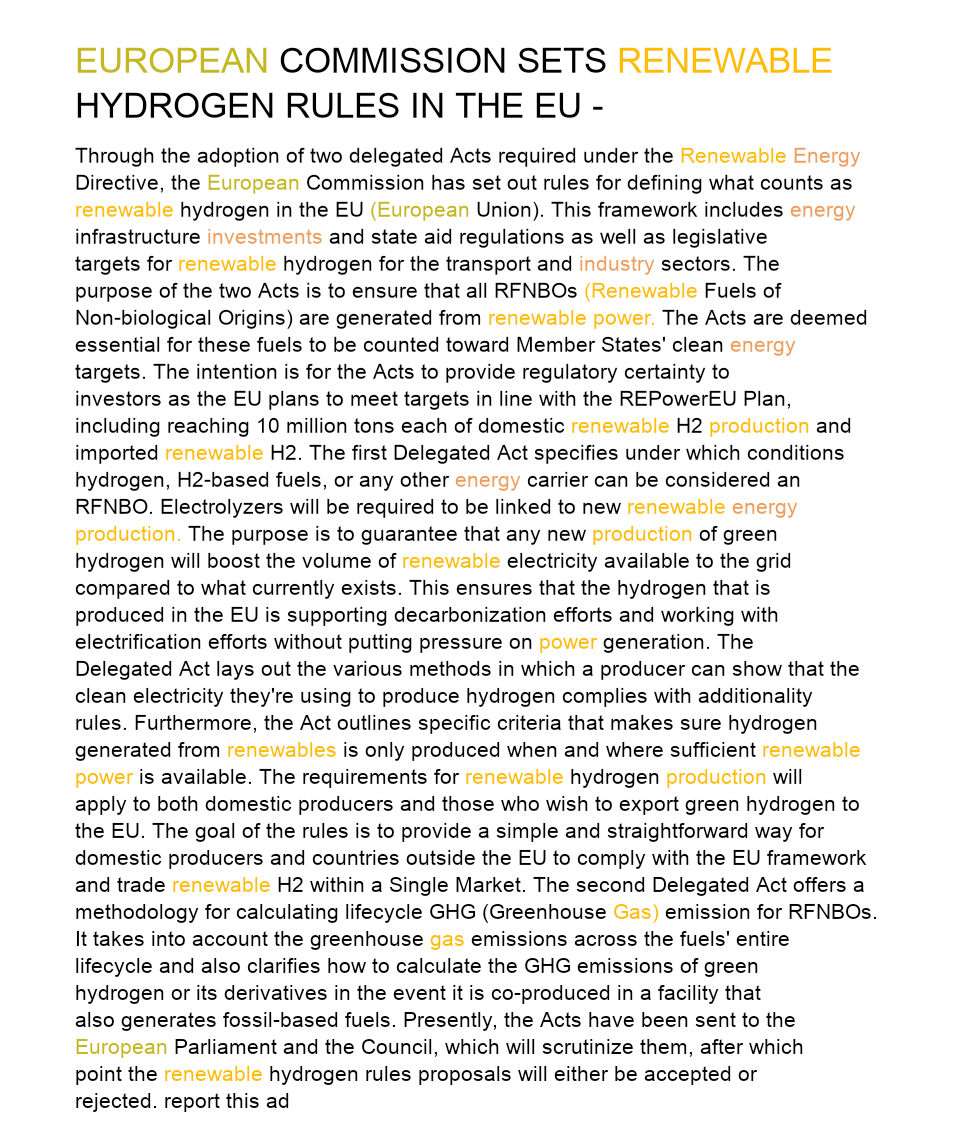 EUROPEAN COMMISSION SETS RENEWABLE
HYDROGEN RULES IN THE EU -
Through the adoption of two delegated Acts required under the Renewable Energy
Directive, the European Commission has set out rules for defining what counts as
renewable hydrogen in the EU (European Union). This framework includes energy
infrastructure investments and state aid regulations as well as legislative
targets for renewable hydrogen for the transport and industry sectors. The
purpose of the two Acts is to ensure that all RFNBOs (Renewable Fuels of
Non-biological Origins) are generated from renewable power. The Acts are deemed
essential for these fuels to be counted toward Member States' clean energy
targets. The intention is for the Acts to provide regulatory certainty to
investors as the EU plans to meet targets in line with the REPowerEU Plan,
including reaching 10 million tons each of domestic renewable H2 production and
imported renewable H2. The first Delegated Act specifies under which conditions
hydrogen, H2-based fuels, or any other energy carrier can be considered an
RFNBO. Electrolyzers will be required to be linked to new renewable energy
production. The purpose is to guarantee that any new production of green
hydrogen will boost the volume of renewable electricity available to the grid
compared to what currently exists. This ensures that the hydrogen that is
produced in the EU is supporting decarbonization efforts and working with
electrification efforts without putting pressure on power generation. The
Delegated Act lays out the various methods in which a producer can show that the
clean electricity they're using to produce hydrogen complies with additionality
rules. Furthermore, the Act outlines specific criteria that makes sure hydrogen
generated from renewables is only produced when and where sufficient renewable
power is available. The requirements for renewable hydrogen production will
apply to both domestic producers and those who wish to export green hydrogen to
the EU. The goal of the rules is to provide a simple and straightforward way for
domestic producers and countries outside the EU to comply with the EU framework
and trade renewable H2 within a Single Market. The second Delegated Act offers a
methodology for calculating lifecycle GHG (Greenhouse Gas) emission for RFNBOs.
It takes into account the greenhouse gas emissions across the fuels' entire
lifecycle and also clarifies how to calculate the GHG emissions of green
hydrogen or its derivatives in the event it is co-produced in a facility that
also generates fossil-based fuels. Presently, the Acts have been sent to the
European Parliament and the Council, which will scrutinize them, after which
point the renewable hydrogen rules proposals will either be accepted or
rejected. report this ad